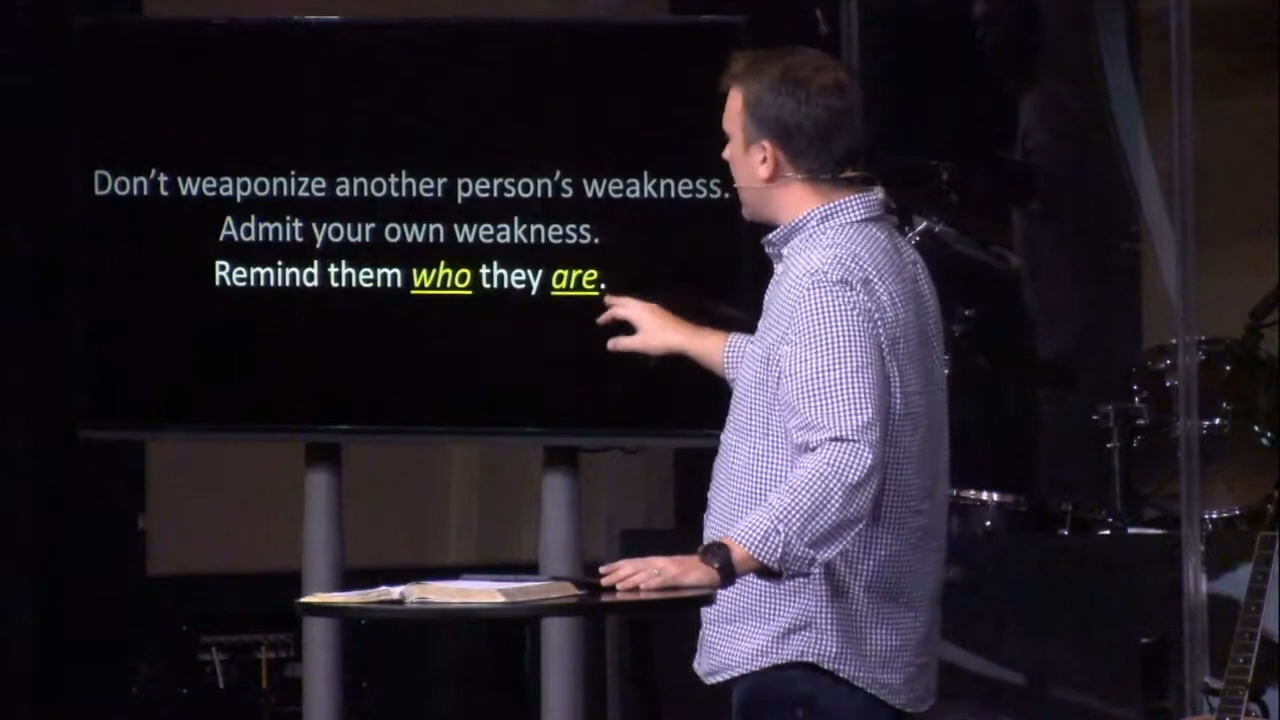 Don’t weaponize another person’s weakness.
Admit your own weakness.
Remind them who they are.